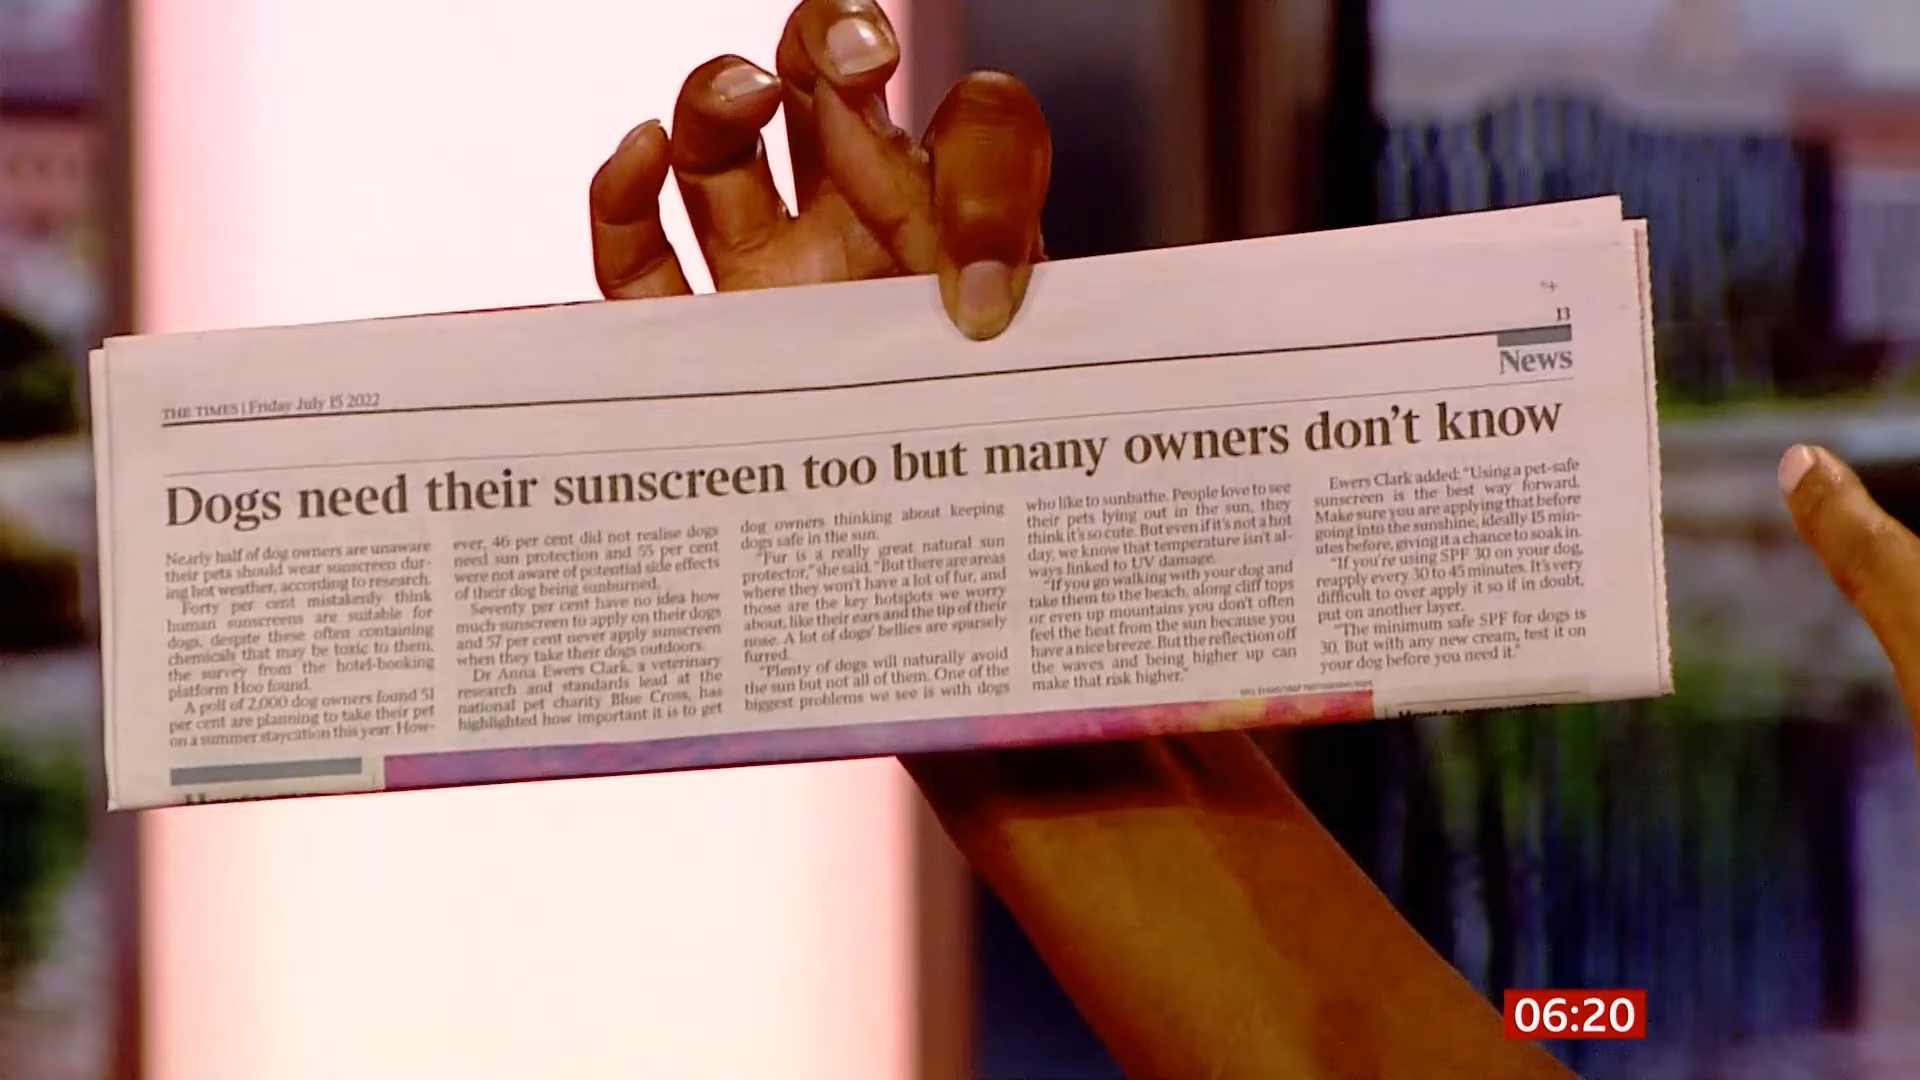 *+
13
THE TIMES | Friday July 15 2022
News
Dogs need their sunscreen too but many owners don't know
Nearly half of dog owners are unaware
their pets should wear sunscreen dur-
ing hot weather, according to research.
Forty per cent mistakenly think
human sunscreens are suitable for
dogs, despite these often containing
chemicals that may be toxic to them,
the survey from the hotel-booking
platform Hoo found.
A poll of 2,000 dog owners found 51
per cent are planning to take their pet
on a summer staycation this year. How-
ever, 46 per cent did not realise dogs
need sun protection and 55 per cent
were not aware of potential side effects
of their dog being sunburned.
Seventy per cent have no idea how
much sunscreen to apply on their dogs
and 57 per cent never apply sunscreen
when they take their dogs outdoors.
Dr Anna Ewers Clark, a veterinary
research and standards lead at the
national pet charity Blue Cross, has
highlighted how important it is to get
dog owners thinking about keeping
dogs safe in the sun.
"Fur is a really great natural sun
protector," she said. "But there are areas
where they won't have a lot of fur, and
those are the key hotspots we worry
about, like their ears and the tip of their
nose. A lot of dogs' bellies are sparsely
furred.
"Plenty of dogs will naturally avoid
the sun but not all of them. One of the
biggest problems we see is with dogs
who like to sunbathe. People love to see
their pets lying out in the sun, they
think it's so cute. But even if it's not a hot
day, we know that temperature isn't al-
ways linked to UV damage.
"If you go walking with your dog and
take them to the beach, along cliff tops
or even up mountains you don't often
feel the heat from the sun because you
have a nice breeze. But the reflection off
the waves and being higher up can
make that risk higher."
Ewers Clark added: "Using a pet-safe
sunscreen is the best way forward.
Make sure you are applying that before
going into the sunshine, ideally 15 min-
utes before, giving it a chance to soak in.
"If you're using SPF 30 on your dog,
reapply every 30 to 45 minutes. It's very
difficult to over apply it so if in doubt,
put on another layer.
"The minimum safe SPF for dogs is
30. But with any new cream, test it on
your dog before you need it."
06:20